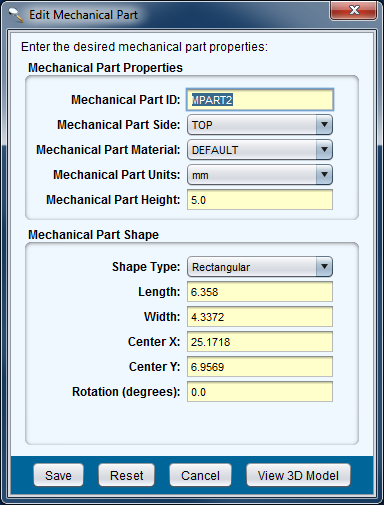 Edit Mechanical Part
Enter the desired mechanical part properties:
Mechanical Part Properties
Mechanical Part ID: MPART2
Mechanical Part Side: TOP
Mechanical Part Material: DEFAULT
Mechanical Part Units: mm
Mechanical Part Height: 5.0
Mechanical Part Shape
Shape Type: Rectangular
Length: 6.358
Width: 4.3372
Center X: 25.1718
Center Y: 6.9569
Rotation (degrees): 0.0
Save Reset Cancel View 3D Model